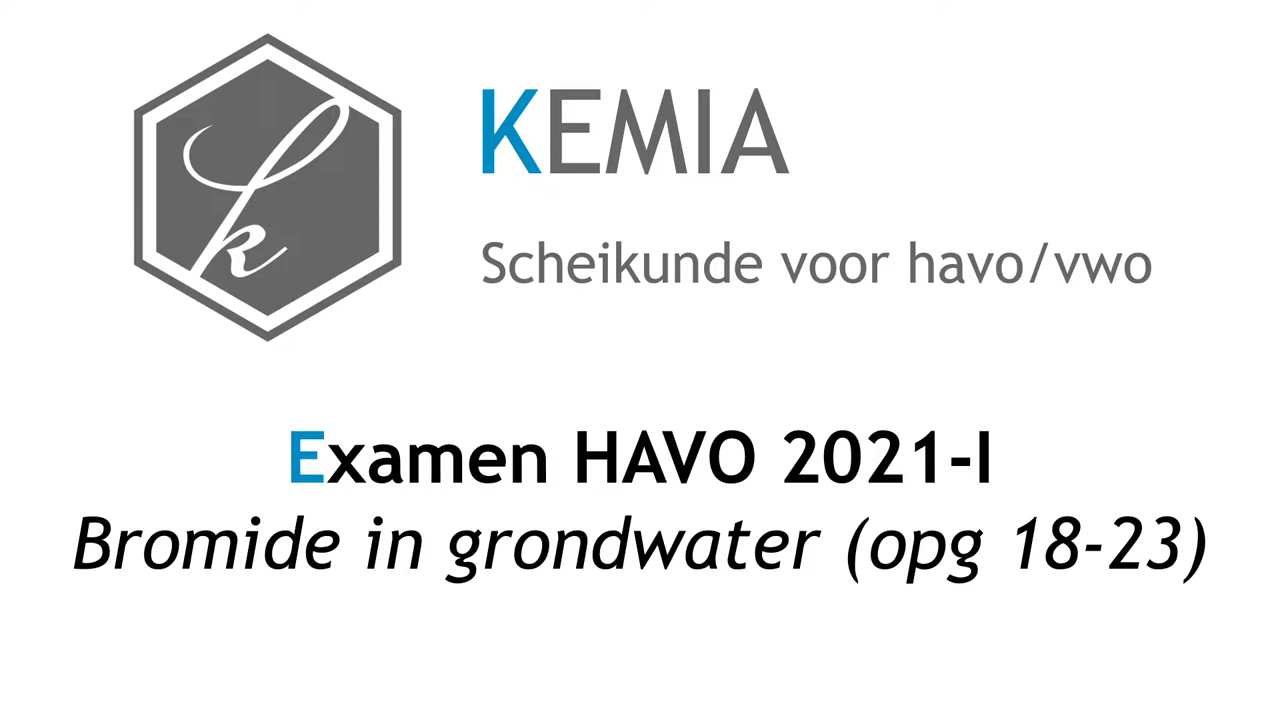 k
KEMIA
Scheikunde voor havo/vwo
Examen HAVO 2021-I
Bromide in grondwater (opg 18-23)